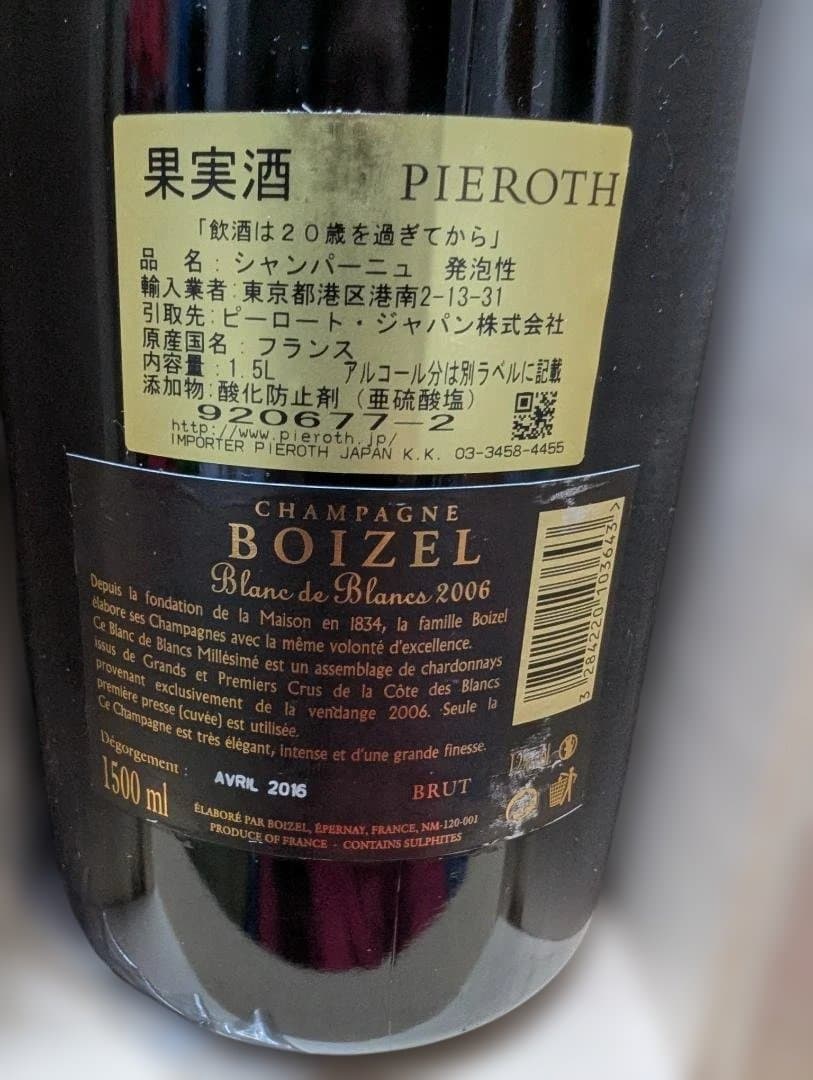 果実酒 PIEROTH
「飲酒は20歳を過ぎてから」
品 名:シャンパーニュ 発泡性
輸入業者:東京都港区港南2-13-31
引取先:ピーロート・ジャパン株式会社
原産国名:フランス
内容量:1.5L アルコール分は別ラベルに記載
添加物:酸化防止剤(亜硫酸塩)
920677-2
http://www.pieroth.jp/
IMPORTER PIEROTH JAPAN K.K. 03-3458-4455
CHAMPAGNE
BOIZEL
Blanc de Blancs 2006
Depuis la fondation de la Maison en 1834, la famille Boizel
élabore ses Champagnes avec la même volonté d'excellence.
Ce Blanc de Blancs Millésimé est un assemblage de chardonnays
issus de Grands et Premiers Crus de la Côte des Blancs
provenant exclusivement de la vendange 2006. Seule la
première presse (cuvée) est utilisée.
Ce Champagne est très élégant, intense et d'une grande finesse.
Dégorgement : AVRIL 2016
1500 ml BRUT
ÉLABORÉ PAR BOIZEL, ÉPERNAY, FRANCE, NM-120-001
PRODUCE OF FRANCE - CONTAINS SULPHITES
3 284220 103643 >